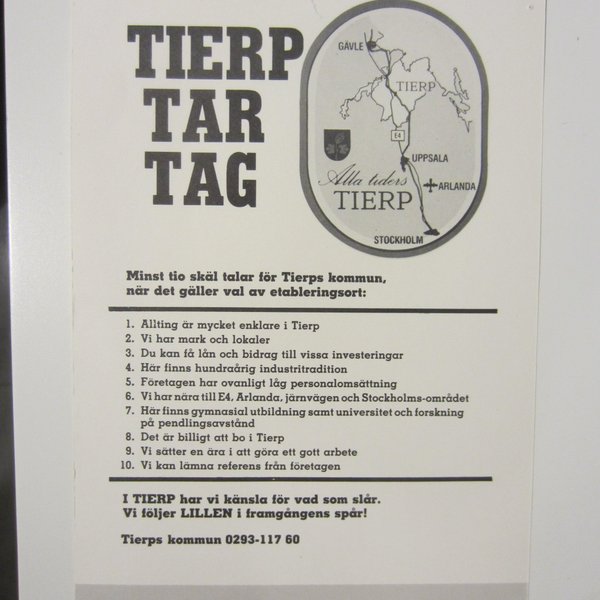 TIERP
TAR
TAG
GÄVLE
TIERP
E4
UPPSALA
ARLANDA
Alla tiders
TIERP
STOCKHOLM
Minst tio skäl talar för Tierps kommun,
när det gäller val av etableringsort:
1. Allting är mycket enklare i Tierp
2. Vi har mark och lokaler
3. Du kan få lån och bidrag till vissa investeringar
4. Här finns hundraårig industritradition
5. Företagen har ovanligt låg personalomsättning
6. Vi har nära till E4, Arlanda, järnvägen och Stockholms-området
7. Här finns gymnasial utbildning samt universitet och forskning
på pendlingsavstånd
8. Det är billigt att bo i Tierp
9. Vi sätter en ära i att göra ett gott arbete
10. Vi kan lämna referens från företagen
I TIERP har vi känsla för vad som slår.
Vi följer LILLEN i framgångens spår!
Tierps kommun 0293-117 60